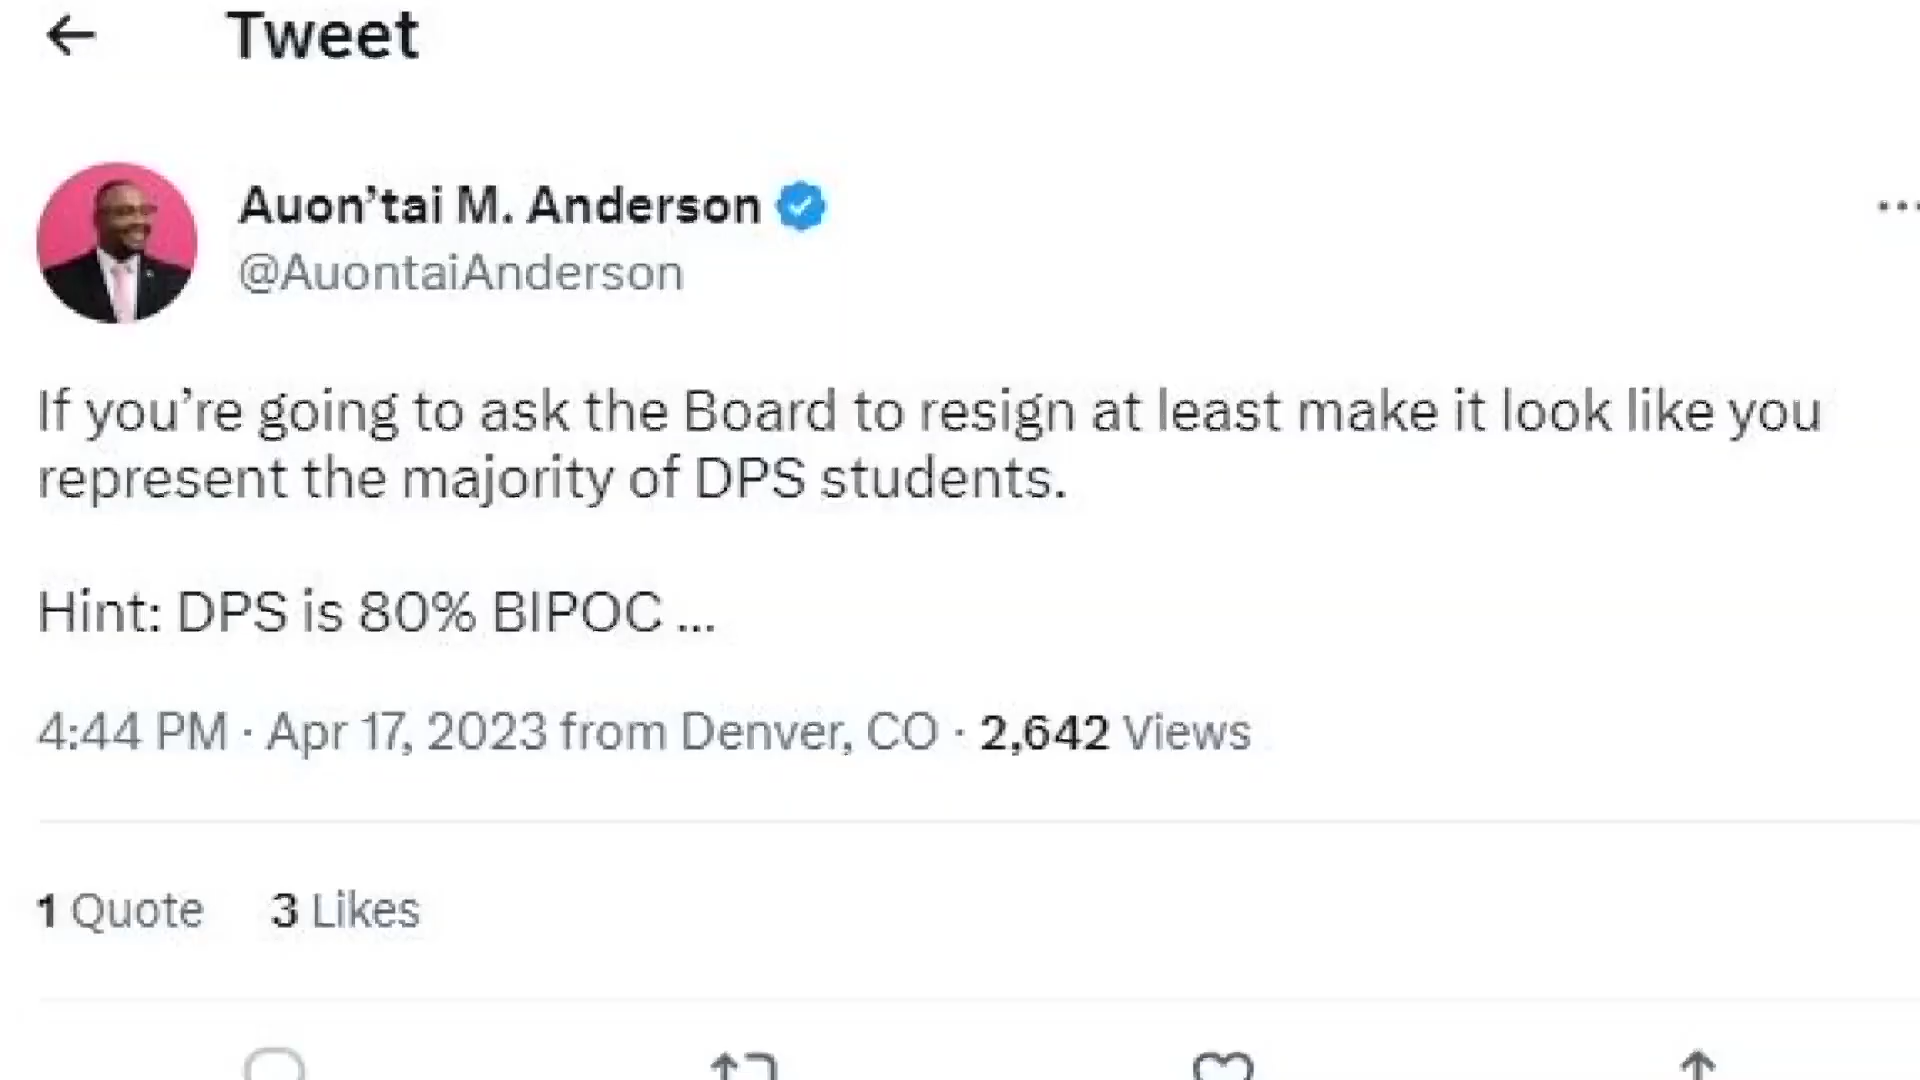 Tweet
Auon’tai M. Anderson
@AuontaiAnderson
If you’re going to ask the Board to resign at least make it look like you
represent the majority of DPS students.
Hint: DPS is 80% BIPOC ...
4:44 PM · Apr 17, 2023 from Denver, CO · 2,642 Views
1 Quote 3 Likes